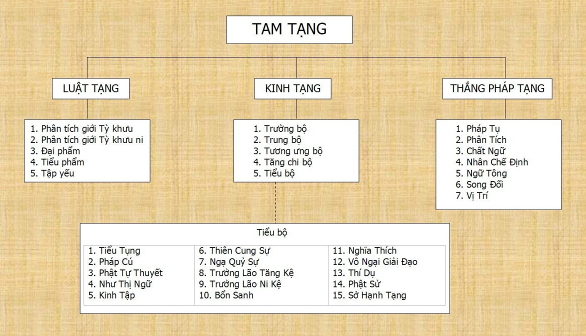 TAM TẠNG
LUẬT TẠNG
KINH TẠNG
THẮNG PHÁP TẠNG
1. Phân tích giới Tỳ khưu
2. Phân tích giới Tỳ khưu ni
3. Đại phẩm
4. Tiểu phẩm
5. Tập yếu
1. Trường bộ
2. Trung bộ
3. Tương ưng bộ
4. Tăng chi bộ
5. Tiểu bộ
1. Pháp Tụ
2. Phân Tích
3. Chất Ngữ
4. Nhân Chế Định
5. Ngữ Tông
6. Song Đối
7. Vị Trí
Tiểu bộ
1. Tiểu Tụng
2. Pháp Cú
3. Phật Tự Thuyết
4. Như Thị Ngữ
5. Kinh Tập
6. Thiên Cung Sự
7. Ngạ Quỷ Sự
8. Trưởng Lão Tăng Kệ
9. Trưởng Lão Ni Kệ
10. Bổn Sanh
11. Nghĩa Thích
12. Vô Ngại Giải Đạo
13. Thí Dụ
14. Phật Sử
15. Sở Hạnh Tạng